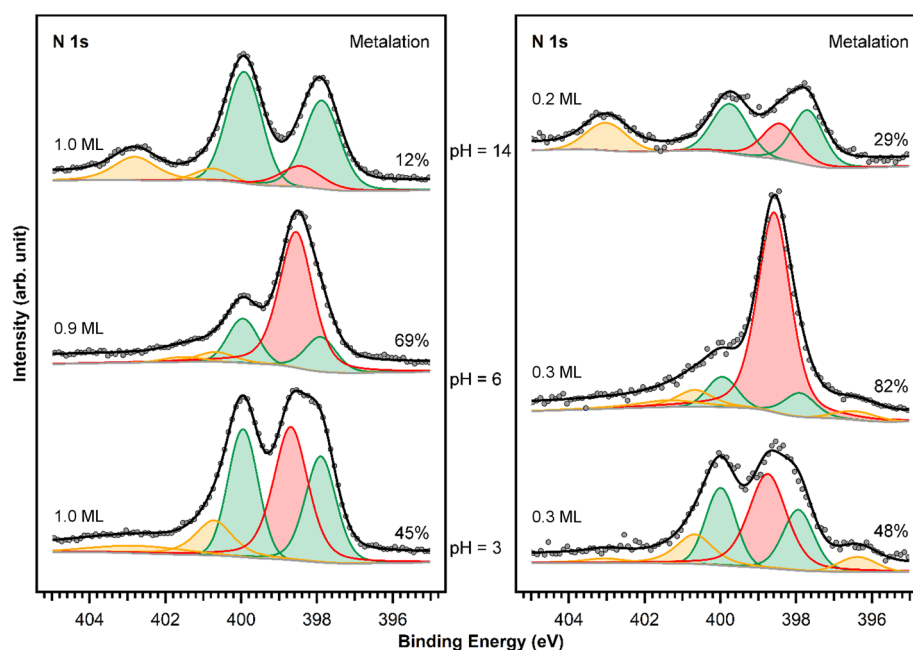 N 1s Metalation
1.0 ML
12%
0.9 ML
69%
1.0 ML
45%
404 402 400 398 396
pH = 14
pH = 6
pH = 3
N 1s Metalation
0.2 ML
29%
0.3 ML
82%
0.3 ML
48%
404 402 400 398 396
Intensity (arb. unit)
Binding Energy (eV)